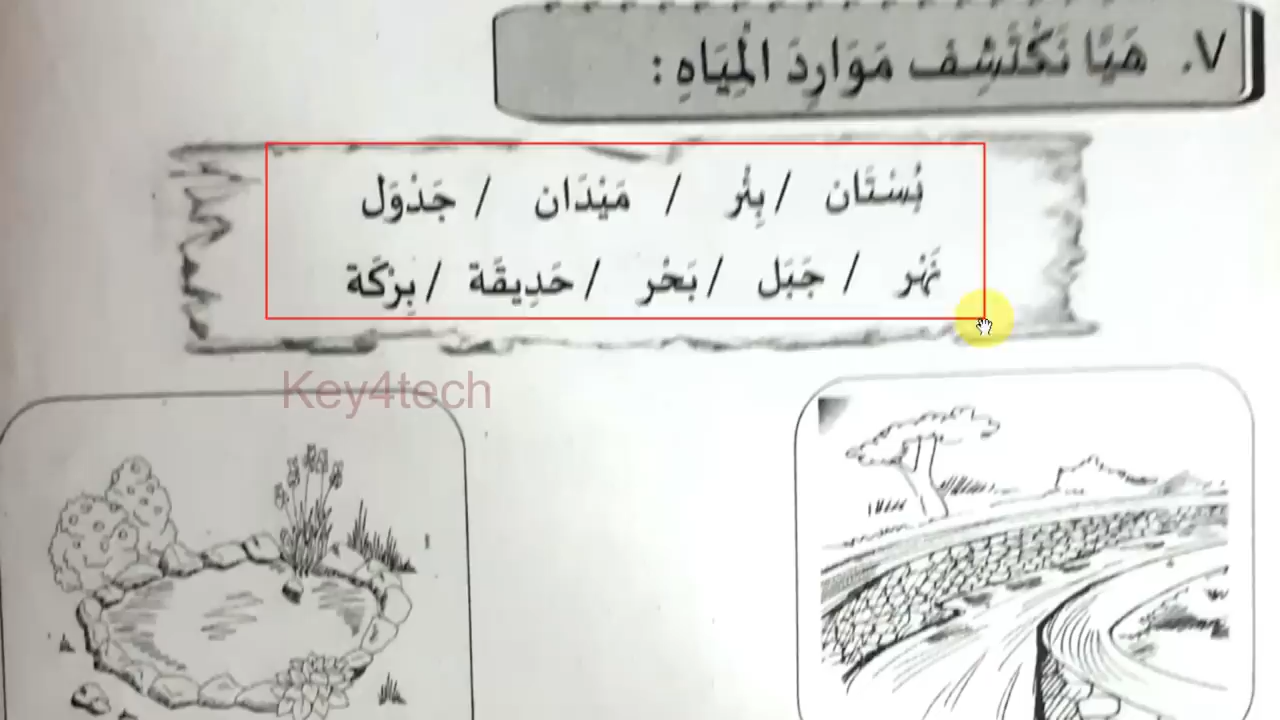 ٧. هَيَّا نَكْتَشِف مَوَارِدَ الْمِيَاهِ :
بُسْتَان / بِئْر / مَيْدَان / جَدْوَل
نَهْر / جَبَل / بَحْر / حَدِيقَة / بِرْكَة
Key4tech